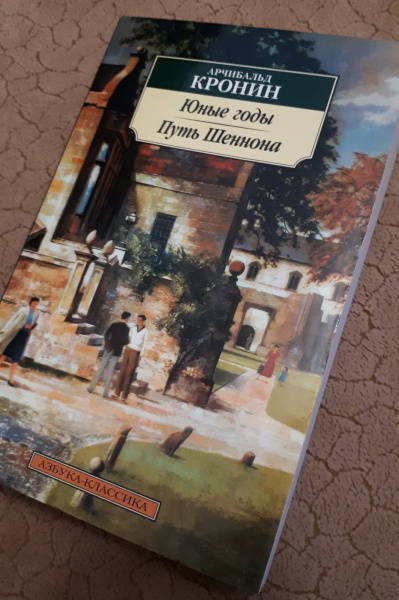 АРЧИБАЛЬД
КРОНИН
Юные годы
Путь Шеннона
АЗБУКА-КЛАССИКА